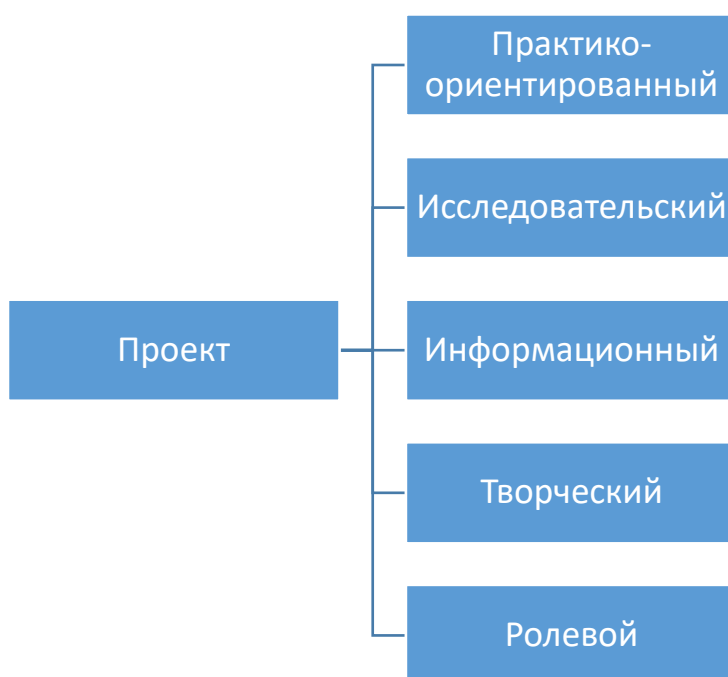 Практико-
ориентированный
Исследовательский
Проект
Информационный
Творческий
Ролевой